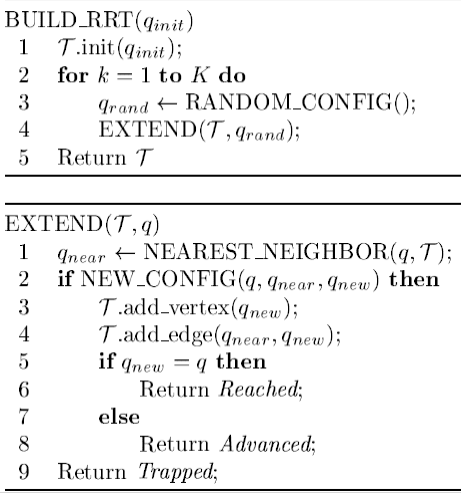 BUILD_RRT(q_init)
1 𝒯.init(q_init);
2 for k = 1 to K do
3 q_rand ← RANDOM_CONFIG();
4 EXTEND(𝒯, q_rand);
5 Return 𝒯
EXTEND(𝒯, q)
1 q_near ← NEAREST_NEIGHBOR(q, 𝒯);
2 if NEW_CONFIG(q, q_near, q_new) then
3 𝒯.add_vertex(q_new);
4 𝒯.add_edge(q_near, q_new);
5 if q_new = q then
6 Return Reached;
7 else
8 Return Advanced;
9 Return Trapped;